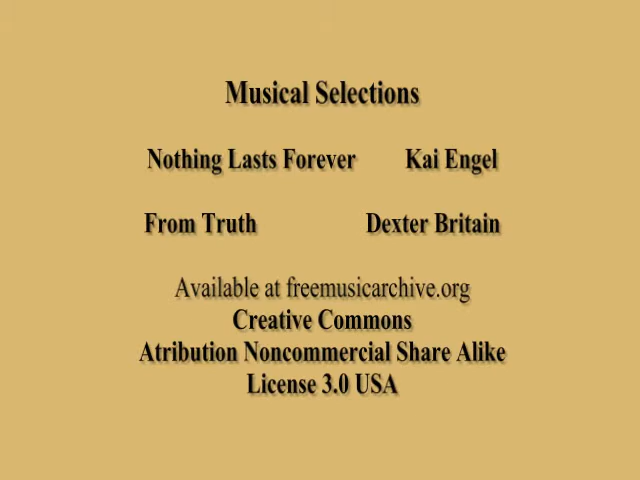 Musical Selections
Nothing Lasts Forever Kai Engel
From Truth Dexter Britain
Available at freemusicarchive.org
Creative Commons
Atribution Noncommercial Share Alike
License 3.0 USA